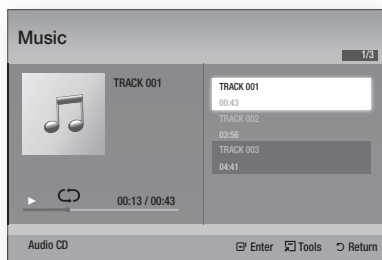 Music
1/3
TRACK 001
00:13 / 00:43
TRACK 001
00:43
TRACK 002
03:56
TRACK 003
04:41
Audio CD
Enter Tools Return